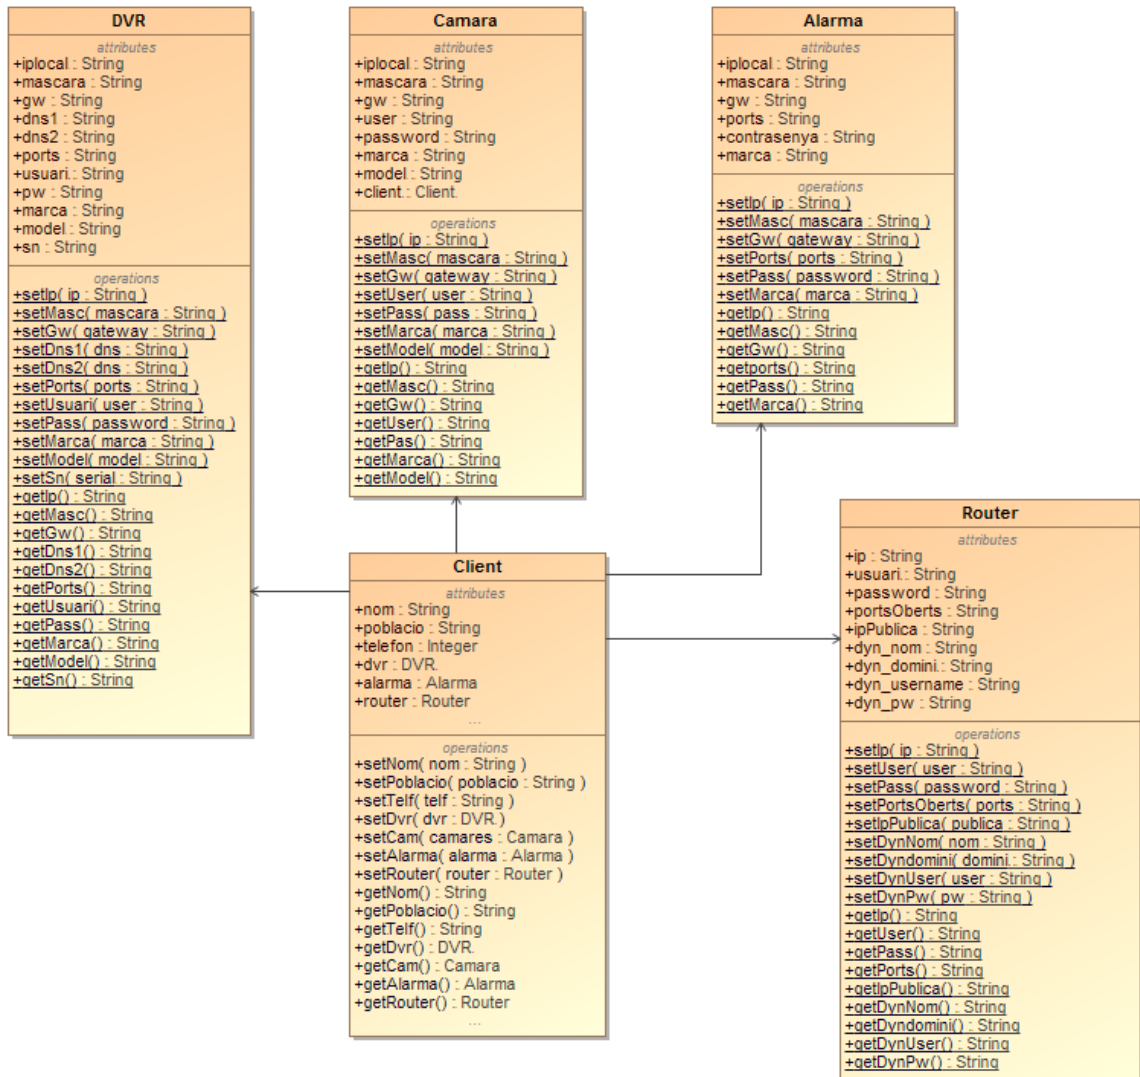 DVR
attributes
+iplocal : String
+mascara : String
+gw : String
+dns1 : String
+dns2 : String
+ports : String
+usuari : String
+pw : String
+marca : String
+model : String
+sn : String
operations
+setIp( ip : String )
+setMasc( mascara : String )
+setGw( gateway : String )
+setDns1( dns : String )
+setDns2( dns : String )
+setPorts( ports : String )
+setUsuari( user : String )
+setPass( password : String )
+setMarca( marca : String )
+setModel( model : String )
+setSn( serial : String )
+getIp() : String
+getMasc() : String
+getGw() : String
+getDns1() : String
+getDns2() : String
+getPorts() : String
+getUsuari() : String
+getPass() : String
+getMarca() : String
+getModel() : String
+getSn() : String
Camara
attributes
+iplocal : String
+mascara : String
+gw : String
+user : String
+password : String
+marca : String
+model : String
+client : Client
operations
+setIp( ip : String )
+setMasc( mascara : String )
+setGw( gateway : String )
+setUser( user : String )
+setPass( pass : String )
+setMarca( marca : String )
+setModel( model : String )
+getIp() : String
+getMasc() : String
+getGw() : String
+getUser() : String
+getPas() : String
+getMarca() : String
+getModel() : String
Alarma
attributes
+iplocal : String
+mascara : String
+gw : String
+ports : String
+contrasenya : String
+marca : String
operations
+setIp( ip : String )
+setMasc( mascara : String )
+setGw( gateway : String )
+setPorts( ports : String )
+setPass( password : String )
+setMarca( marca : String )
+getIp() : String
+getMasc() : String
+getGw() : String
+getports() : String
+getPass() : String
+getMarca() : String
Client
attributes
+nom : String
+poblacio : String
+telefon : Integer
+dvr : DVR
+alarma : Alarma
+router : Router
...
operations
+setNom( nom : String )
+setPoblacio( poblacio : String )
+setTelf( telf : String )
+setDvr( dvr : DVR )
+setCam( camares : Camara )
+setAlarma( alarma : Alarma )
+setRouter( router : Router )
+getNom() : String
+getPoblacio() : String
+getTelf() : String
+getDvr() : DVR
+getCam() : Camara
+getAlarma() : Alarma
+getRouter() : Router
...
Router
attributes
+ip : String
+usuari : String
+password : String
+portsOberts : String
+ipPublica : String
+dyn_nom : String
+dyn_domini : String
+dyn_username : String
+dyn_pw : String
operations
+setIp( ip : String )
+setUser( user : String )
+setPass( password : String )
+setPortsOberts( ports : String )
+setIpPublica( publica : String )
+setDynNom( nom : String )
+setDyndomini( domini : String )
+setDynUser( user : String )
+setDynPw( pw : String )
+getIp() : String
+getUser() : String
+getPass() : String
+getPorts() : String
+getIpPublica() : String
+getDynNom() : String
+getDyndomini() : String
+getDynUser() : String
+getDynPw() : String